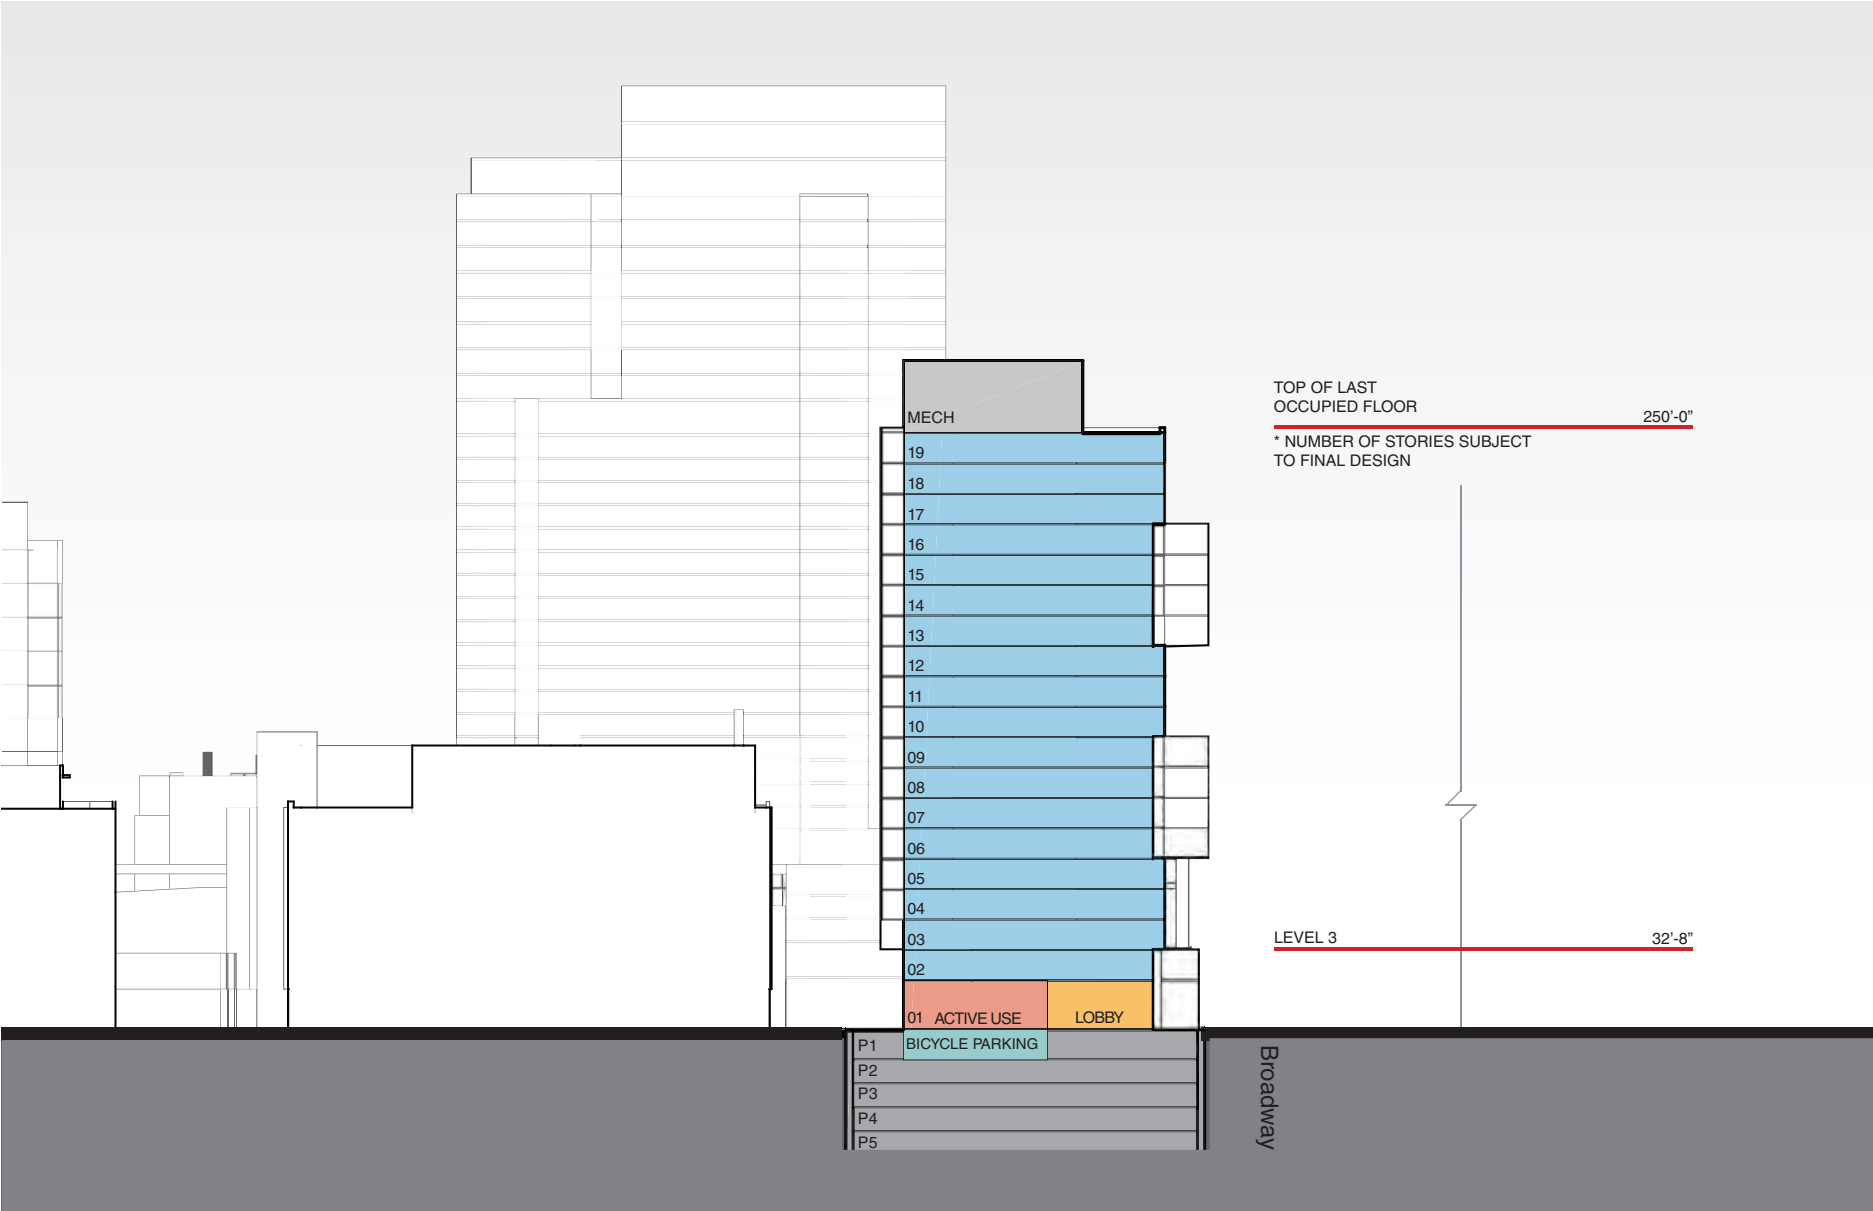 TOP OF LAST
OCCUPIED FLOOR
250’-0”
* NUMBER OF STORIES SUBJECT
TO FINAL DESIGN
MECH
19
18
17
16
15
14
13
12
11
10
09
08
07
06
05
04
03
LEVEL 3
32’-8”
02
01 ACTIVE USE
LOBBY
P1
BICYCLE PARKING
P2
P3
P4
P5
Broadway